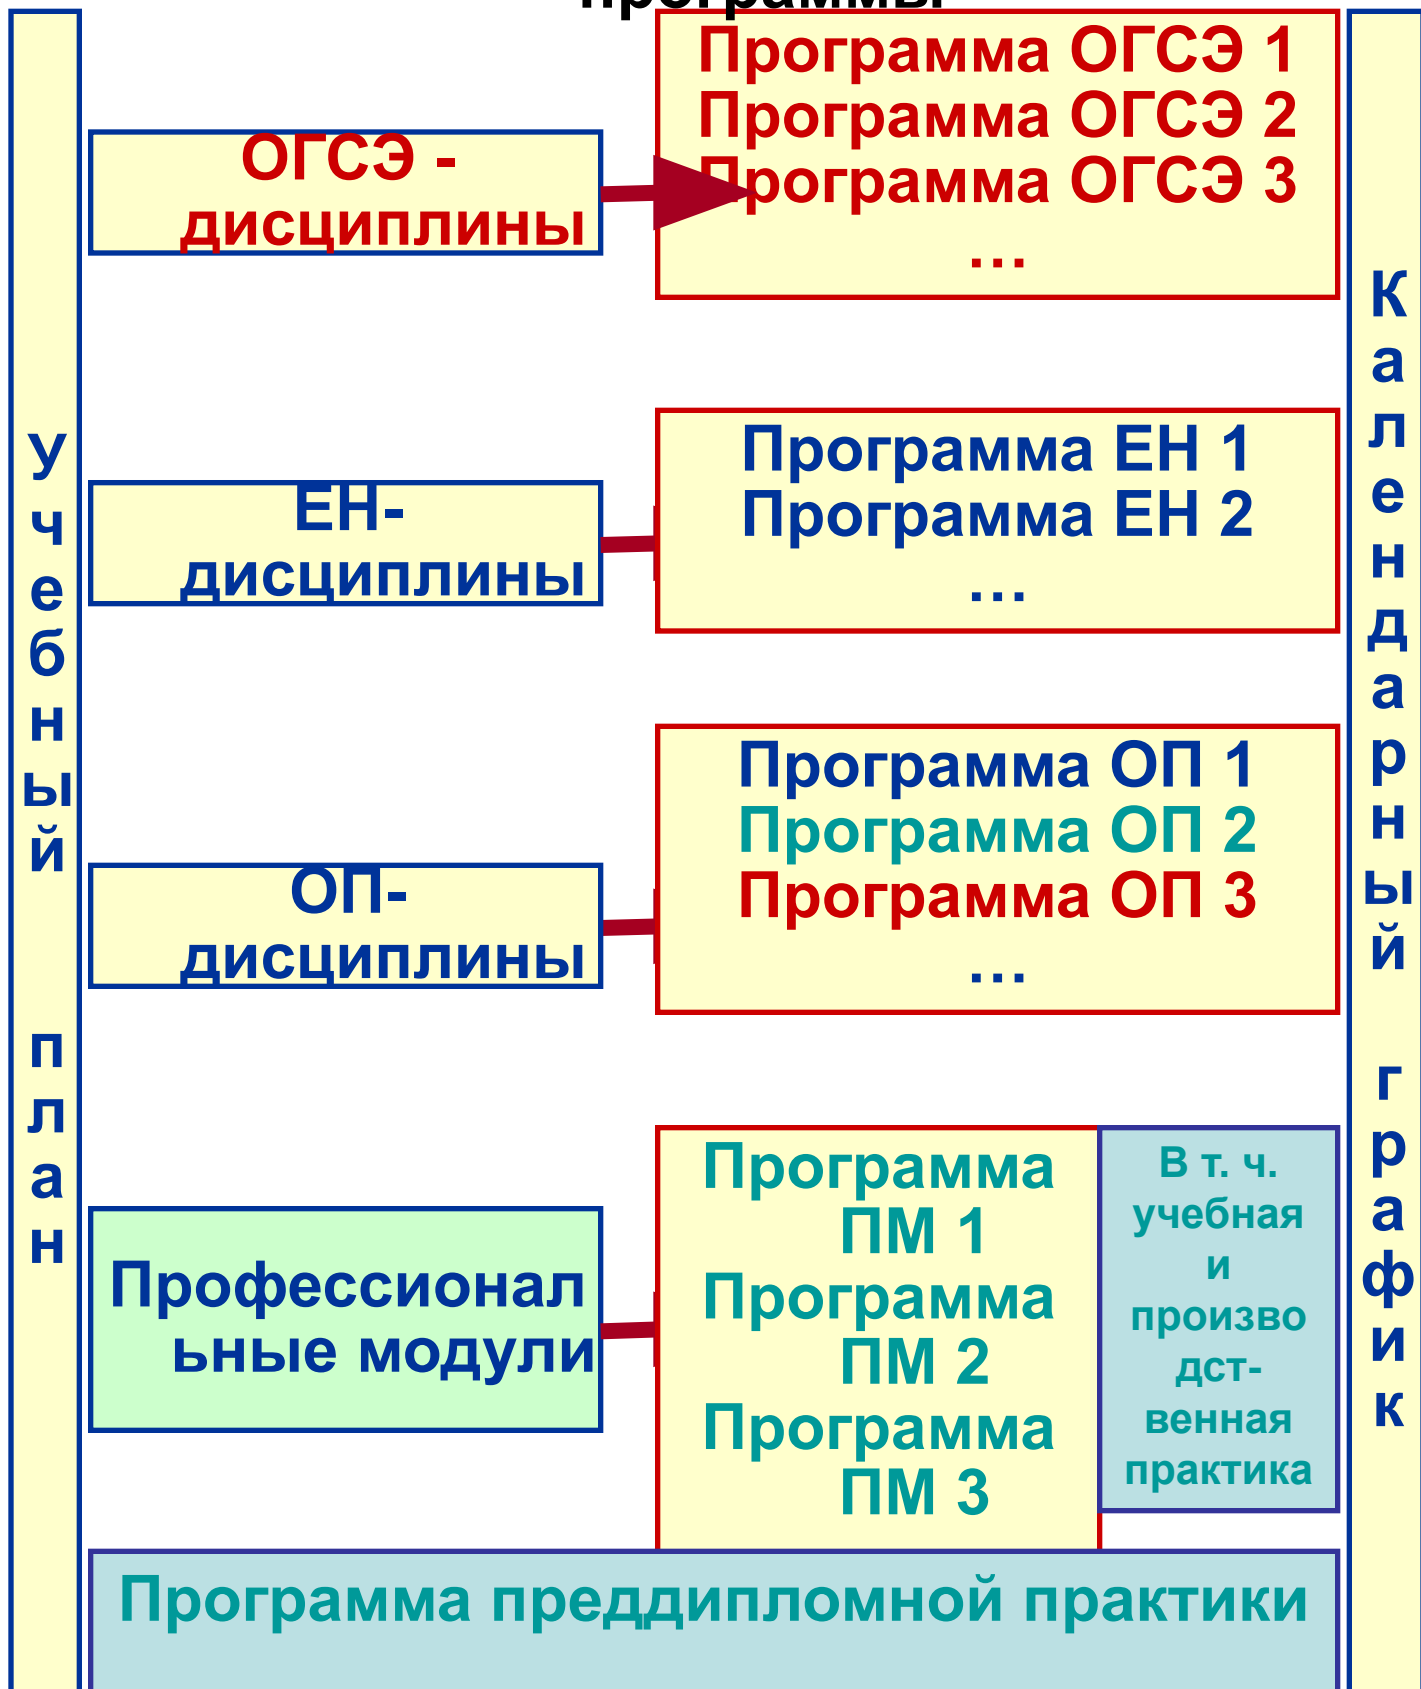 программы
Учебный план
ОГСЭ -
дисциплины
Программа ОГСЭ 1
Программа ОГСЭ 2
Программа ОГСЭ 3
...
ЕН-
дисциплины
Программа ЕН 1
Программа ЕН 2
...
ОП-
дисциплины
Программа ОП 1
Программа ОП 2
Программа ОП 3
...
Профессионал
ьные модули
Программа
ПМ 1
Программа
ПМ 2
Программа
ПМ 3
В т. ч.
учебная
и
произво
дст-
венная
практика
Программа преддипломной практики
Календарный график